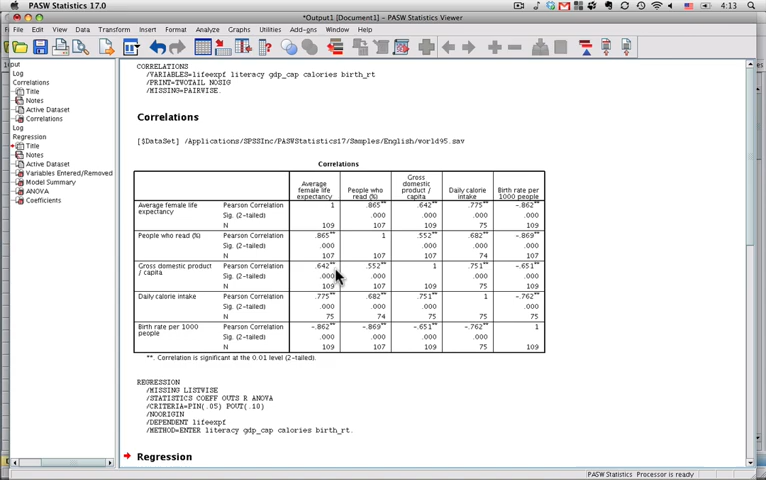 PASW Statistics 17.0
4:13
*Output1 [Document1] - PASW Statistics Viewer
File Edit View Data Transform Insert Format Analyze Graphs Utilities Add-ons Window Help
put
Log
Correlations
Title
Notes
Active Dataset
Correlations
Log
Regression
Title
Notes
Active Dataset
Variables Entered/Removed
Model Summary
ANOVA
Coefficients
CORRELATIONS
/VARIABLES=lifeexpf literacy gdp_cap calories birth_rt
/PRINT=TWOTAIL NOSIG
/MISSING=PAIRWISE.
Correlations
[$DataSet] /Applications/SPSSInc/PASWStatistics17/Samples/English/world95.sav
Correlations
Average female life expectancy People who read (%) Gross domestic product / capita Daily calorie intake Birth rate per 1000 people
Average female life expectancy Pearson Correlation 1 .865** .642** .775** -.862**
Sig. (2-tailed) .000 .000 .000 .000
N 109 107 109 75 109
People who read (%) Pearson Correlation .865** 1 .552** .682** -.869**
Sig. (2-tailed) .000 .000 .000 .000
N 107 107 107 74 107
Gross domestic product / capita Pearson Correlation .642** .552** 1 .751** -.651**
Sig. (2-tailed) .000 .000 .000 .000
N 109 107 109 75 109
Daily calorie intake Pearson Correlation .775** .682** .751** 1 -.762**
Sig. (2-tailed) .000 .000 .000 .000
N 75 74 75 75 75
Birth rate per 1000 people Pearson Correlation -.862** -.869** -.651** -.762** 1
Sig. (2-tailed) .000 .000 .000 .000
N 109 107 109 75 109
**. Correlation is significant at the 0.01 level (2-tailed).
REGRESSION
/MISSING LISTWISE
/STATISTICS COEFF OUTS R ANOVA
/CRITERIA=PIN(.05) POUT(.10)
/NOORIGIN
/DEPENDENT lifeexpf
/METHOD=ENTER literacy gdp_cap calories birth_rt.
Regression
PASW Statistics Processor is ready